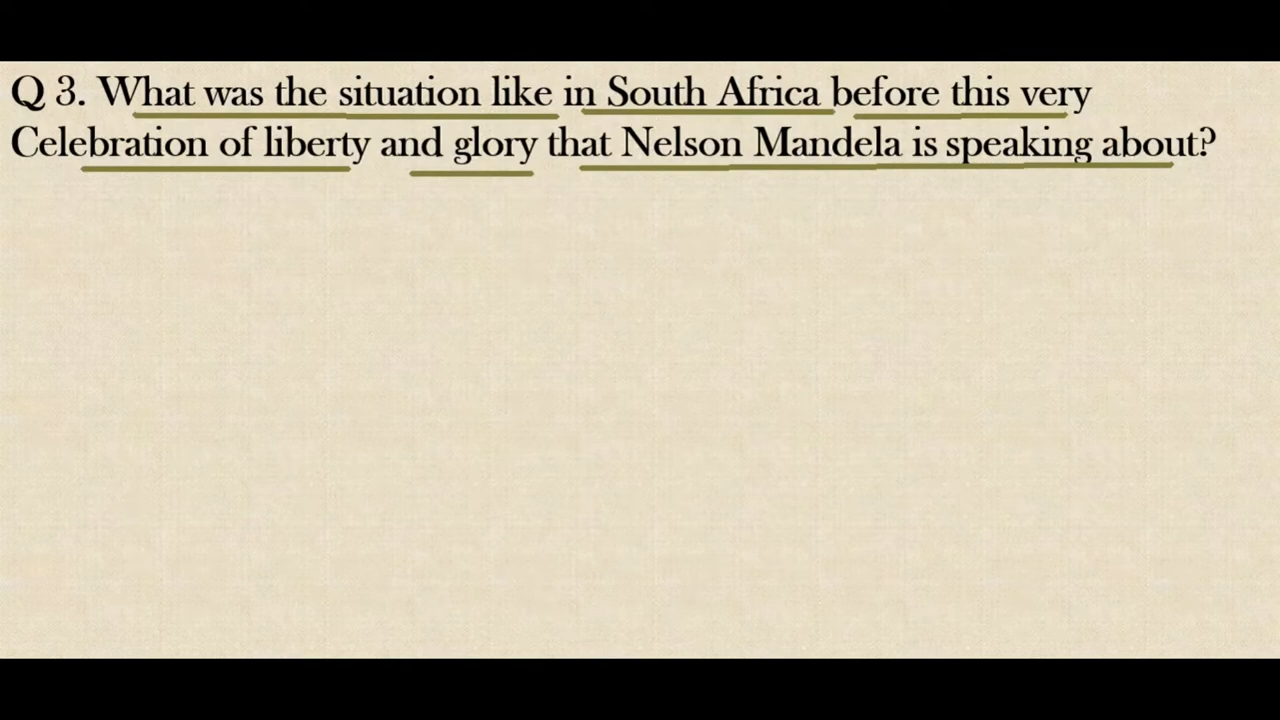 Q 3. What was the situation like in South Africa before this very
Celebration of liberty and glory that Nelson Mandela is speaking about?